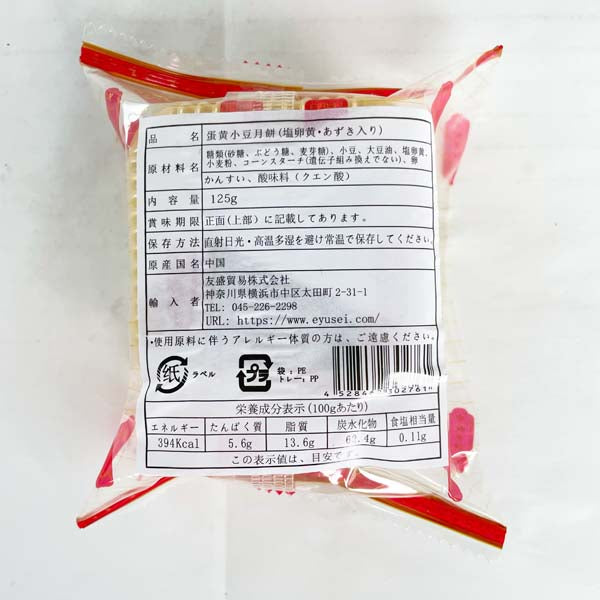 品 名 蛋黄小豆月餅(塩卵黄・あずき入り)
原材料名 糖類(砂糖、ぶどう糖、麦芽糖)、小豆、大豆油、塩卵黄、
小麦粉、コーンスターチ(遺伝子組み換えでない)、卵
かんすい、酸味料(クエン酸)
内容量 125g
賞味期限 正面(上部)に記載してあります。
保存方法 直射日光・高温多湿を避け常温で保存してください。
原産国名 中国
輸入者 友盛貿易株式会社
神奈川県横浜市中区太田町2-31-1
TEL: 045-226-2298
URL: https://www.eyusei.com/
・使用原料に伴うアレルギー体質の方は、ご遠慮ください。
纸 ラベル
プラ 袋:PE
トレー:PP
栄養成分表示(100gあたり)
エネルギー たんぱく質 脂質 炭水化物 食塩相当量
394Kcal 5.6g 13.6g 0.11g
この表示値は、目安です。